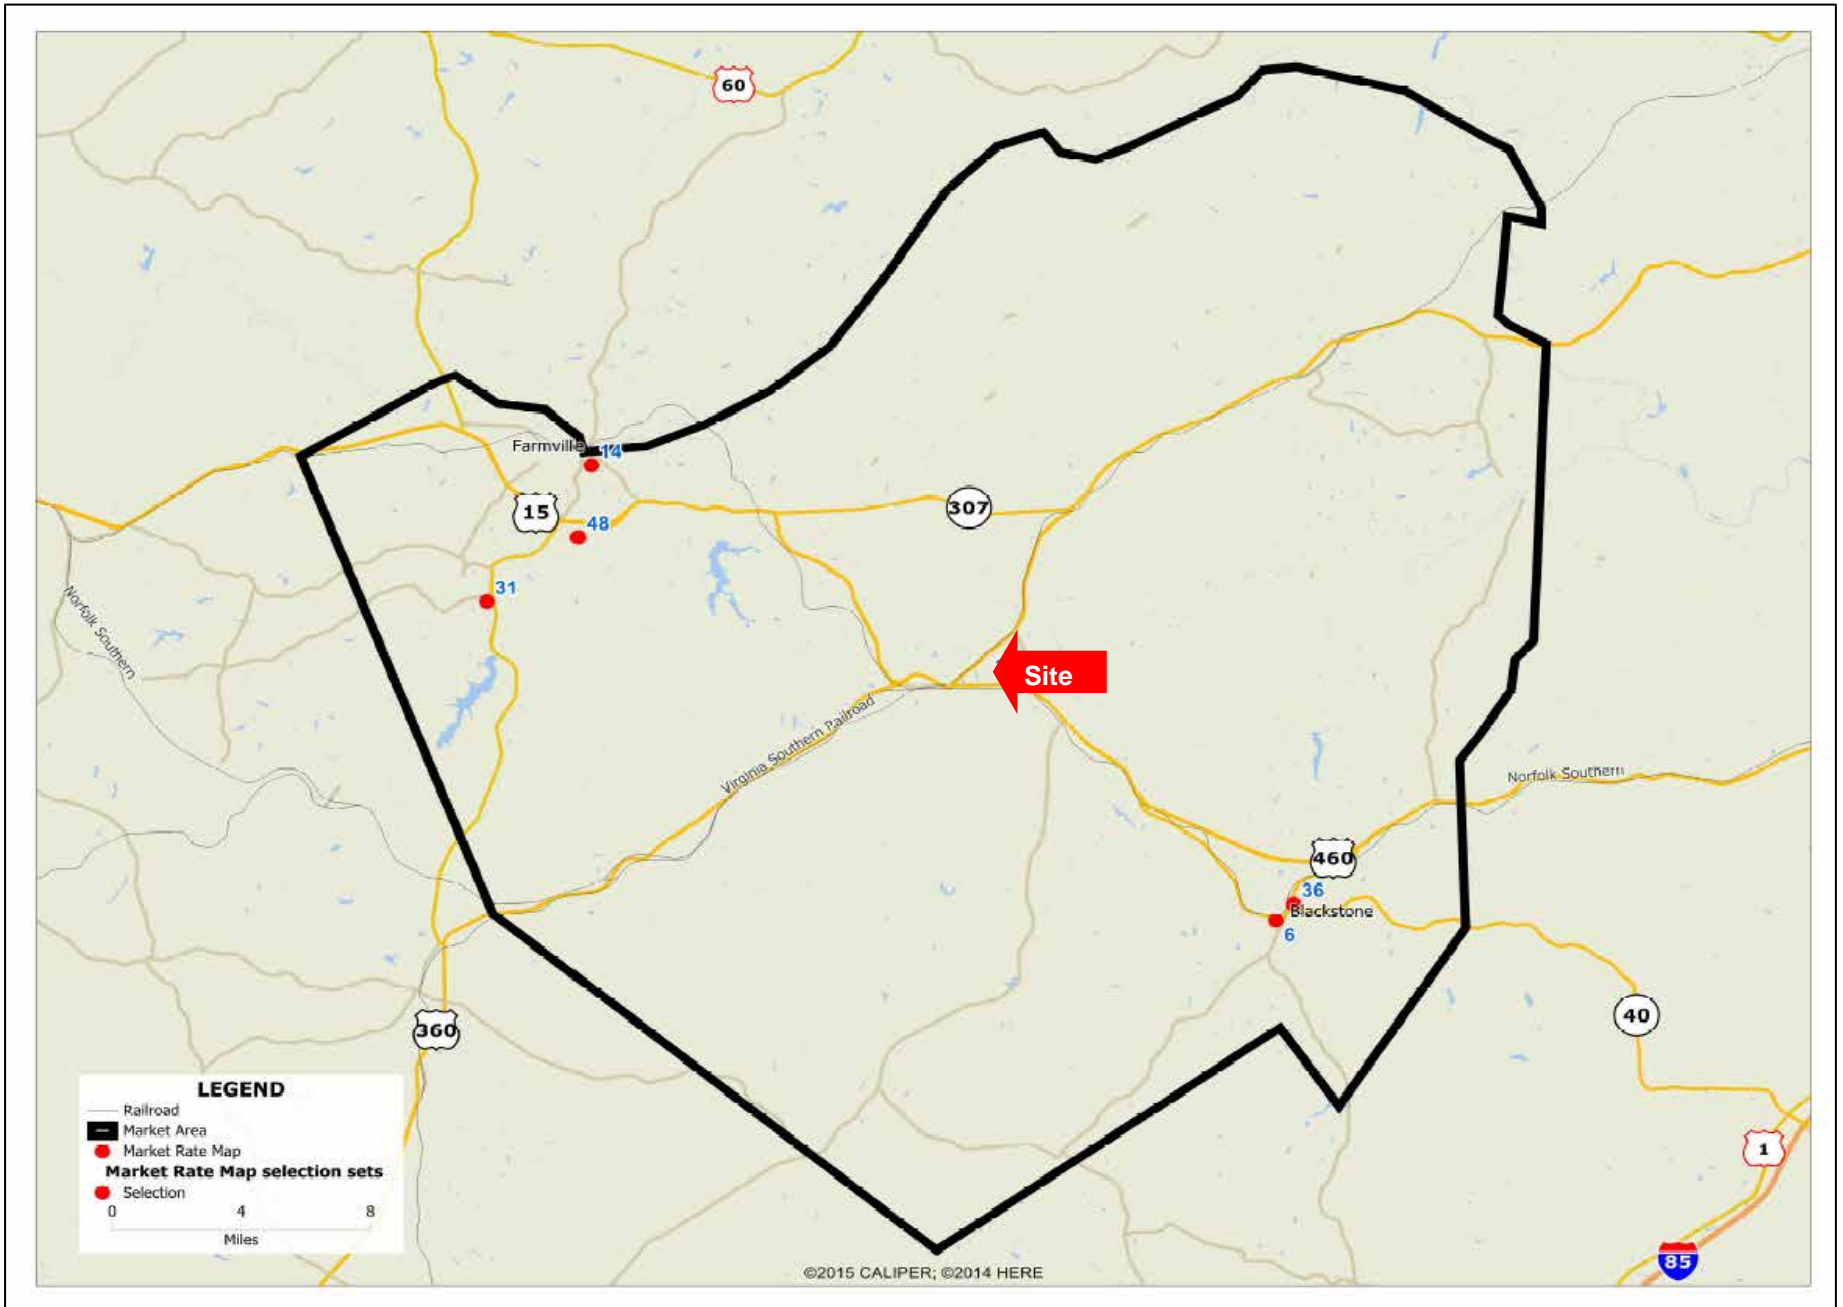 60
Farmville
14
15
48
307
31
Norfolk Southern
Site
Virginia Southern Railroad
Norfolk Southern
460
36
Blackstone
6
360
40
LEGEND
Railroad
Market Area
Market Rate Map
Market Rate Map selection sets
Selection
0 4 8
Miles
1
85
©2015 CALIPER; ©2014 HERE